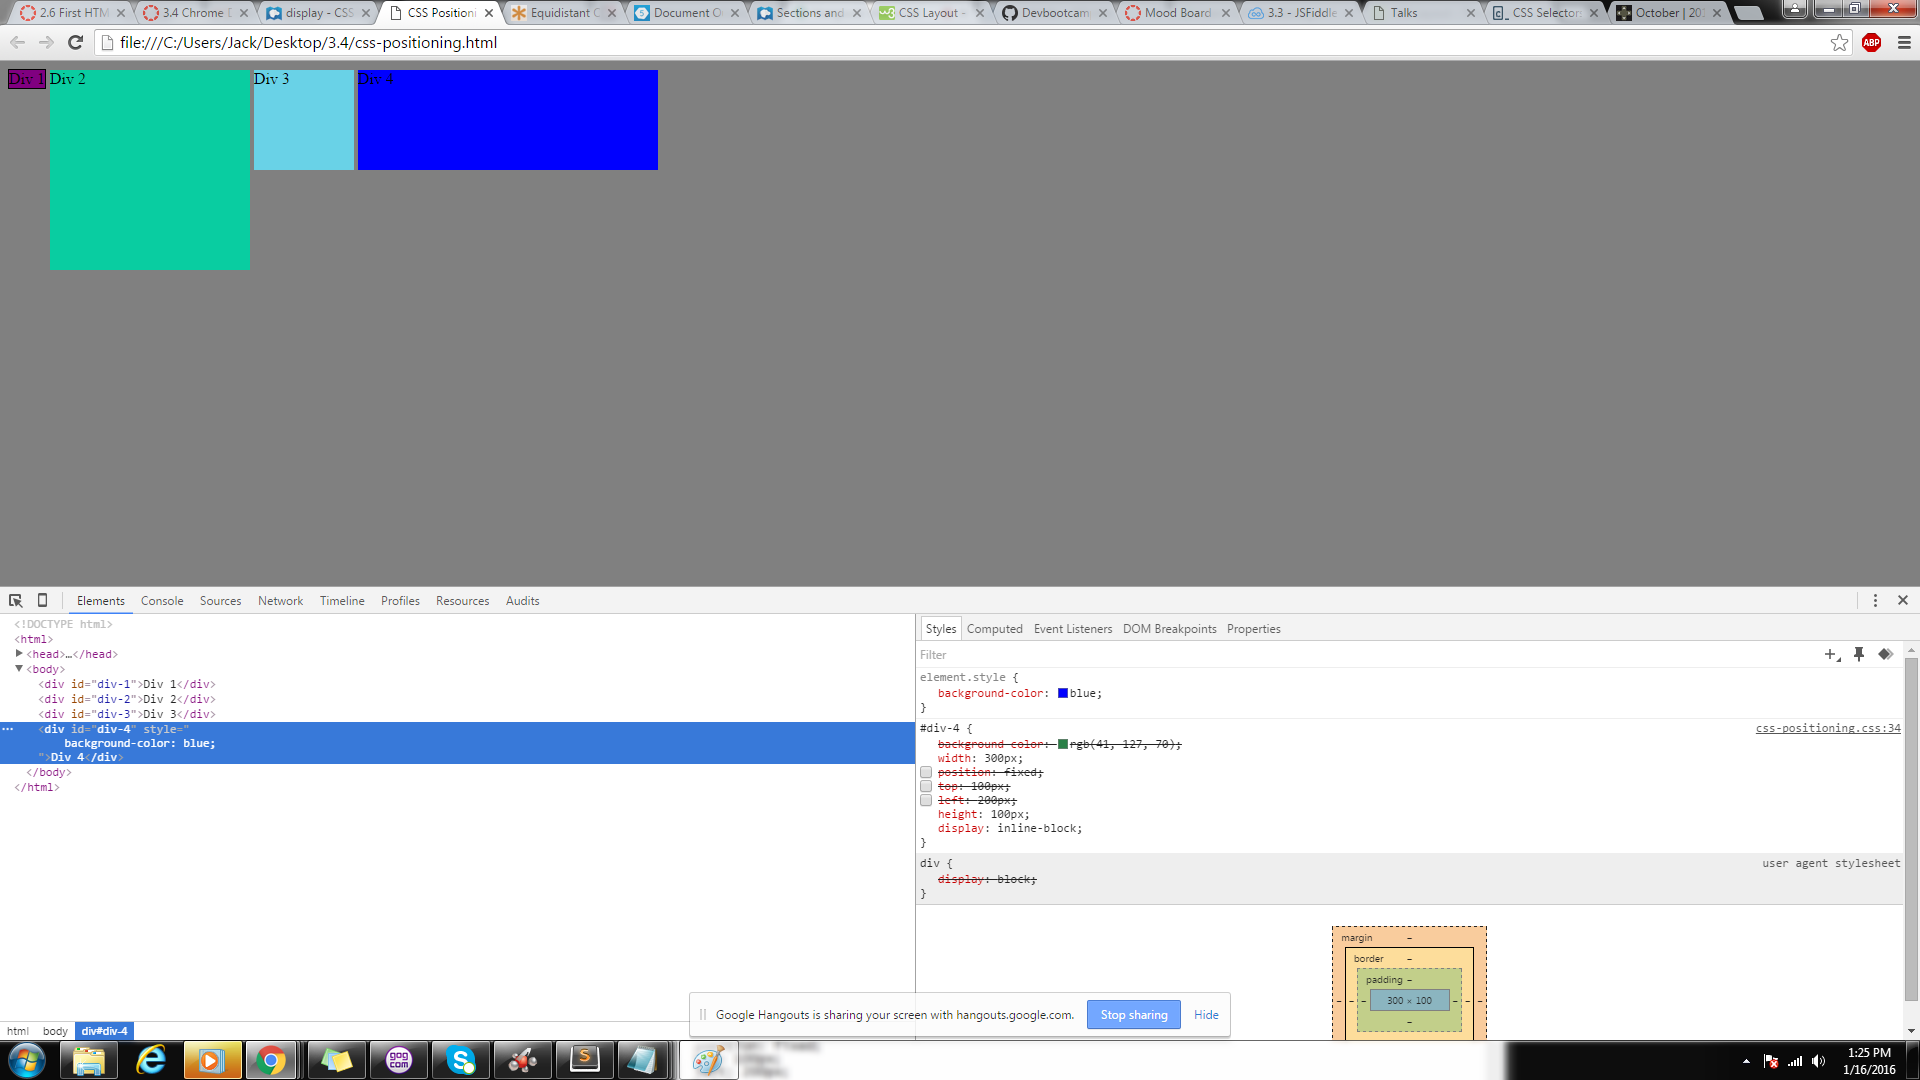 2.6 First HTM
3.4 Chrome D
display - CSS
CSS Positioni
Equidistant O
Document O
Sections and
CSS Layout -
Devbootcam
Mood Board
3.3 - JSFiddle
Talks
CSS Selectors
October | 201
file:///C:/Users/Jack/Desktop/3.4/css-positioning.html
ABP
Div 1
Div 2
Div 3
Div 4
Elements Console Sources Network Timeline Profiles Resources Audits
<!DOCTYPE html>
<html>
<head>…</head>
<body>
<div id="div-1">Div 1</div>
<div id="div-2">Div 2</div>
<div id="div-3">Div 3</div>
<div id="div-4" style="
background-color: blue;
">Div 4</div>
</body>
</html>
html body div#div-4
Styles Computed Event Listeners DOM Breakpoints Properties
Filter
element.style {
background-color: blue;
}
#div-4 { css-positioning.css:34
background-color: rgb(41, 127, 70);
width: 300px;
position: fixed;
top: 100px;
left: 200px;
height: 100px;
display: inline-block;
}
div { user agent stylesheet
display: block;
}
margin –
border –
padding –
– – – 300 × 100 – – –
–
Google Hangouts is sharing your screen with hangouts.google.com. Stop sharing Hide
GOG COM
1:25 PM
1/16/2016